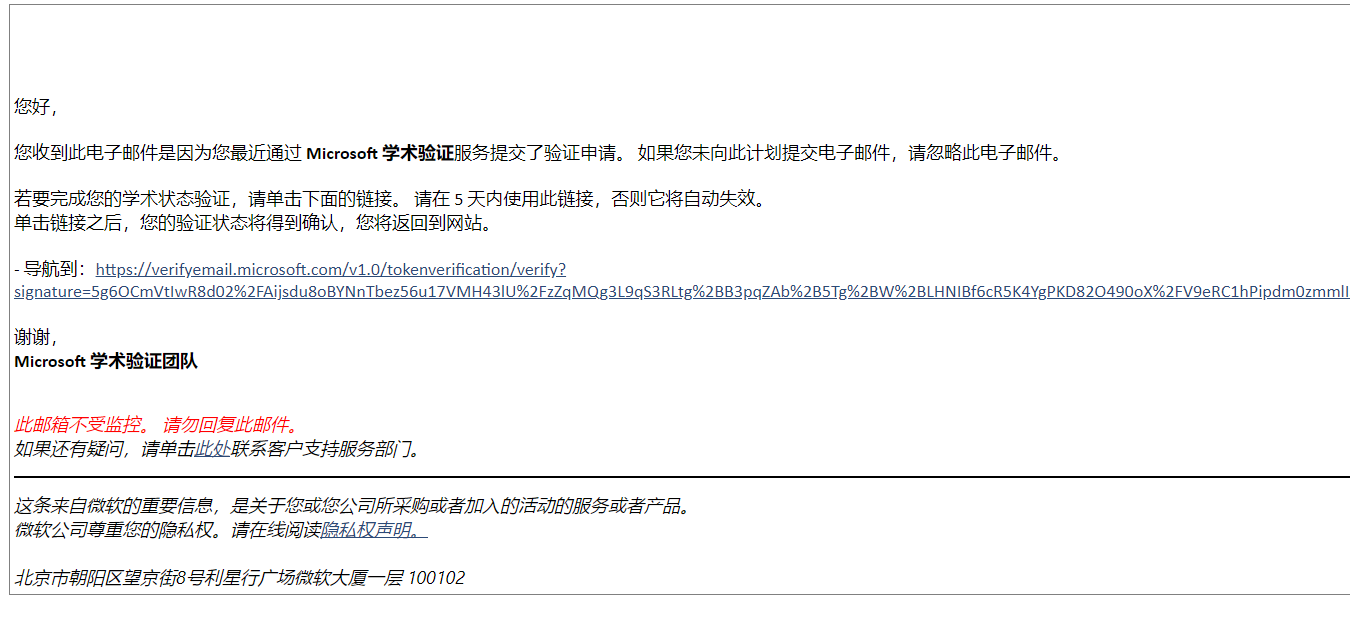 您好，
您收到此电子邮件是因为您最近通过 Microsoft 学术验证服务提交了验证申请。 如果您未向此计划提交电子邮件，请忽略此电子邮件。
若要完成您的学术状态验证，请单击下面的链接。 请在 5 天内使用此链接，否则它将自动失效。
单击链接之后，您的验证状态将得到确认，您将返回到网站。
- 导航到：https://verifyemail.microsoft.com/v1.0/tokenverification/verify?
signature=5g6OCmVtIwR8d02%2FAijsdu8oBYNnTbez56u17VMH43lU%2FzZqMQg3L9qS3RLtg%2BB3pqZAb%2B5Tg%2BW%2BLHNIBf6cR5K4YgPKD82O490oX%2FV9eRC1hPipdm0zmmlI
谢谢，
Microsoft 学术验证团队
此邮箱不受监控。 请勿回复此邮件。
如果还有疑问，请单击此处联系客户支持服务部门。
这条来自微软的重要信息，是关于您或您公司所采购或者加入的活动的服务或者产品。
微软公司尊重您的隐私权。请在线阅读隐私权声明。
北京市朝阳区望京街8号利星行广场微软大厦一层 100102